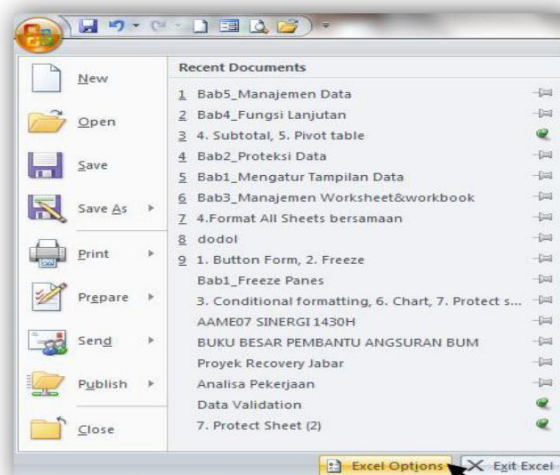 New
Open
Save
Save As
Print
Prepare
Send
Publish
Close
Recent Documents
1 Bab5_Manajemen Data
2 Bab4_Fungsi Lanjutan
3 4. Subtotal, 5. Pivot table
4 Bab2_Proteksi Data
5 Bab1_Mengatur Tampilan Data
6 Bab3_Manajemen Worksheet&workbook
7 4.Format All Sheets bersamaan
8 dodol
9 1. Button Form, 2. Freeze
Bab1_Freeze Panes
3. Conditional formatting, 6. Chart, 7. Protect s...
AAME07 SINERGI 1430H
BUKU BESAR PEMBANTU ANGSURAN BUM
Proyek Recovery Jabar
Analisa Pekerjaan
Data Validation
7. Protect Sheet (2)
Excel Options
Exit Excel